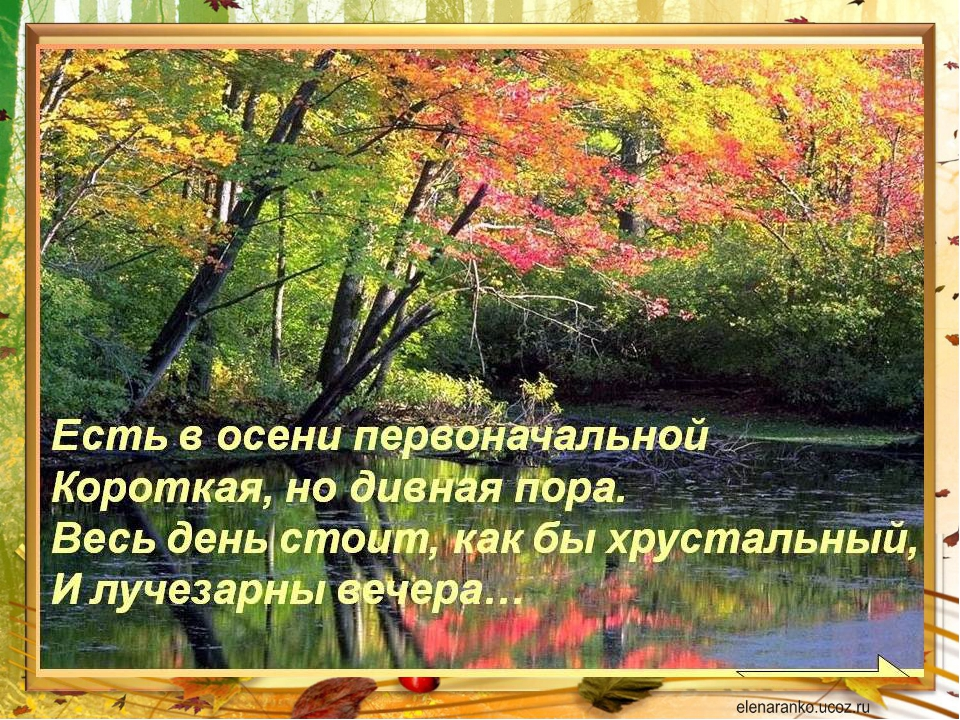 Есть в осени первоначальной
Короткая, но дивная пора.
Весь день стоит, как бы хрустальный,
И лучезарны вечера…
elenaranko.ucoz.ru